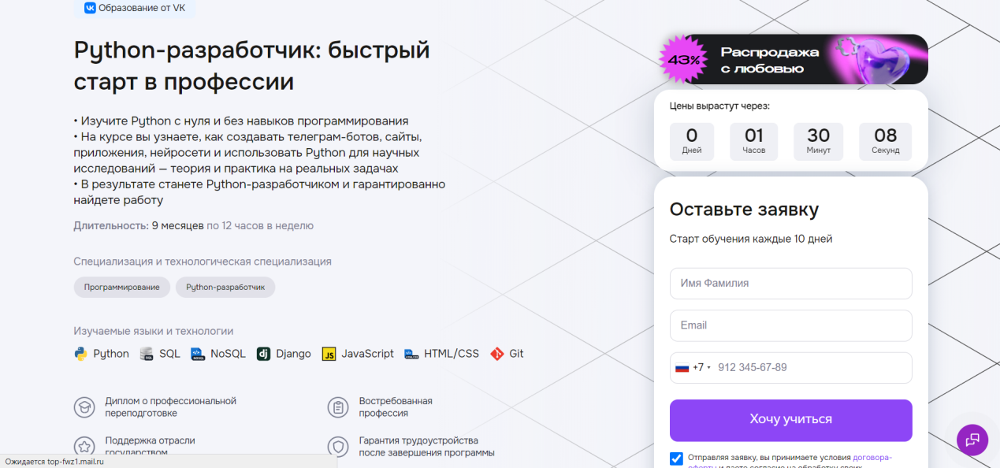 Образование от VK
Python-разработчик: быстрый
старт в профессии
• Изучите Python с нуля и без навыков программирования
• На курсе вы узнаете, как создавать телеграм-ботов, сайты,
приложения, нейросети и использовать Python для научных
исследований — теория и практика на реальных задачах
• В результате станете Python-разработчиком и гарантированно
найдете работу
Длительность: 9 месяцев по 12 часов в неделю
Специализация и технологическая специализация
Программирование Python-разработчик
Изучаемые языки и технологии
Python SQL NoSQL Django JavaScript HTML/CSS Git
Диплом о профессиональной
переподготовке
Востребованная
профессия
Поддержка отрасли
государством
Гарантия трудоустройства
после завершения программы
Ожидается top-fwz1.mail.ru
43%
Распродажа
с любовью
Цены вырастут через:
0 01 30 08
Дней Часов Минут Секунд
Оставьте заявку
Старт обучения каждые 10 дней
Имя Фамилия
Email
+7 912 345-67-89
Хочу учиться
Отправляя заявку, вы принимаете условия договора-
оферты и даете согласие на обработку своих